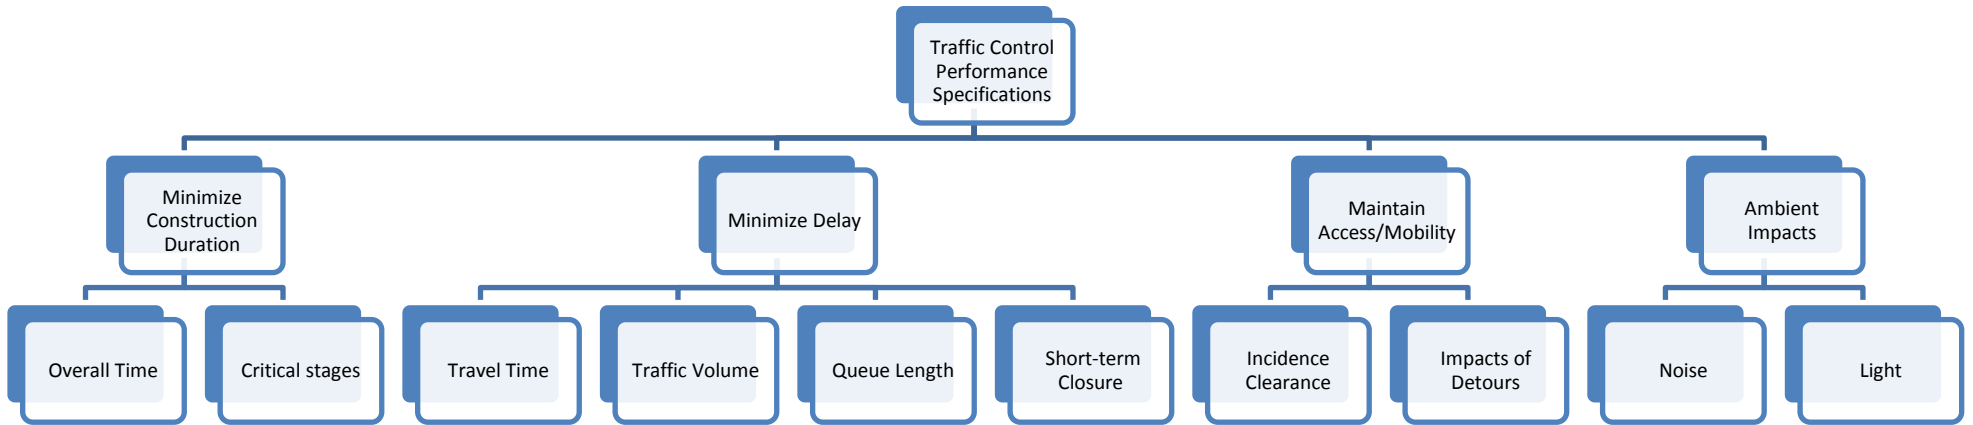 Traffic Control
Performance
Specifications
Minimize
Construction
Duration
Minimize Delay
Maintain
Access/Mobility
Ambient
Impacts
Overall Time
Critical stages
Travel Time
Traffic Volume
Queue Length
Short-term
Closure
Incidence
Clearance
Impacts of
Detours
Noise
Light